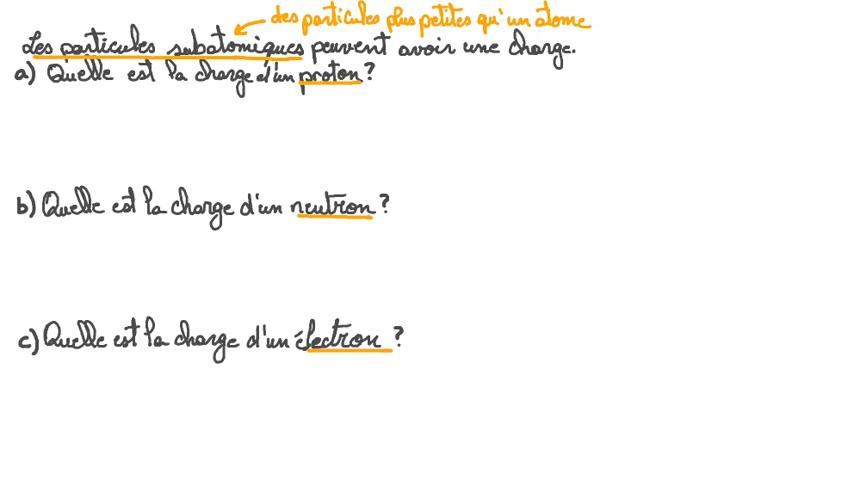 des particules plus petites qu'un atome
Les particules subatomiques peuvent avoir une charge.
a) Quelle est la charge d'un proton ?
b) Quelle est la charge d'un neutron ?
c) Quelle est la charge d'un électron ?